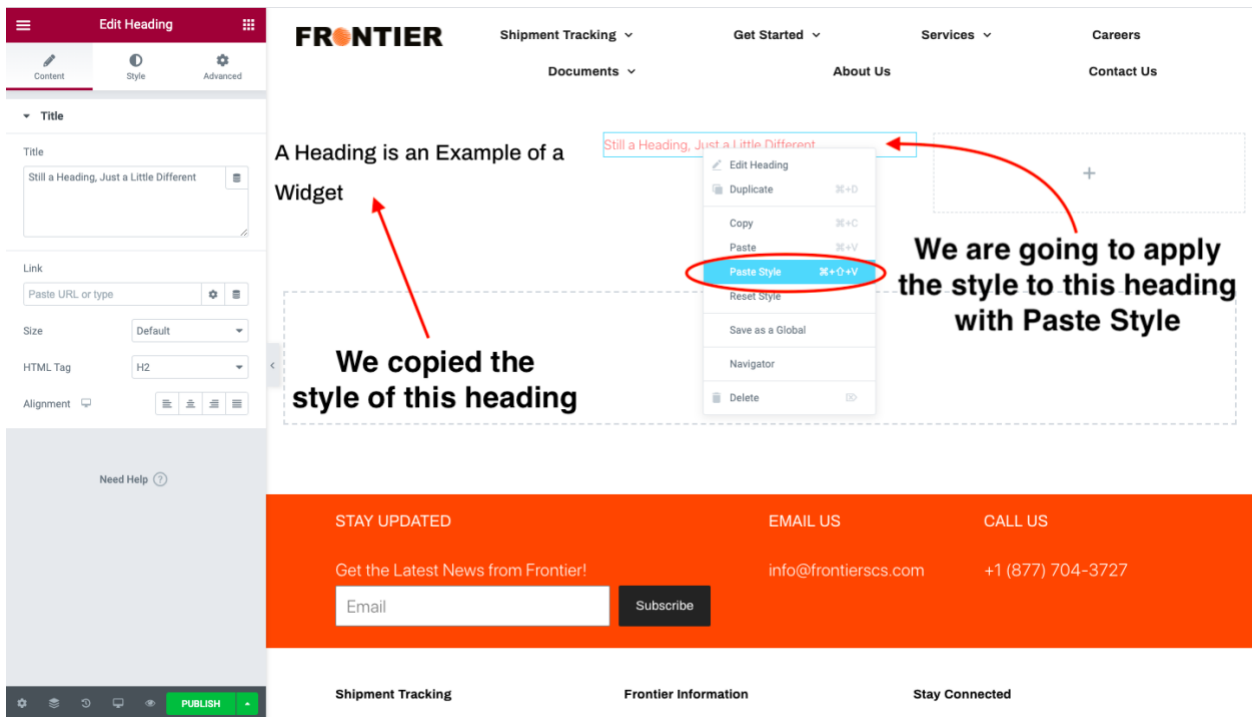 Edit Heading
Content
Style
Advanced
Title
Title
Still a Heading, Just a Little Different
Link
Paste URL or type
Size
Default
HTML Tag
H2
Alignment
Need Help ?
PUBLISH
FRONTIER
Shipment Tracking
Get Started
Services
Careers
Documents
About Us
Contact Us
A Heading is an Example of a
Widget
Still a Heading, Just a Little Different
Edit Heading
Duplicate ⌘+D
Copy ⌘+C
Paste ⌘+V
Paste Style ⌘+⇧+V
Reset Style
Save as a Global
Navigator
Delete ⌦
We are going to apply
the style to this heading
with Paste Style
We copied the
style of this heading
STAY UPDATED
Get the Latest News from Frontier!
Email
Subscribe
EMAIL US
info@frontierscs.com
CALL US
+1 (877) 704-3727
Shipment Tracking
Frontier Information
Stay Connected